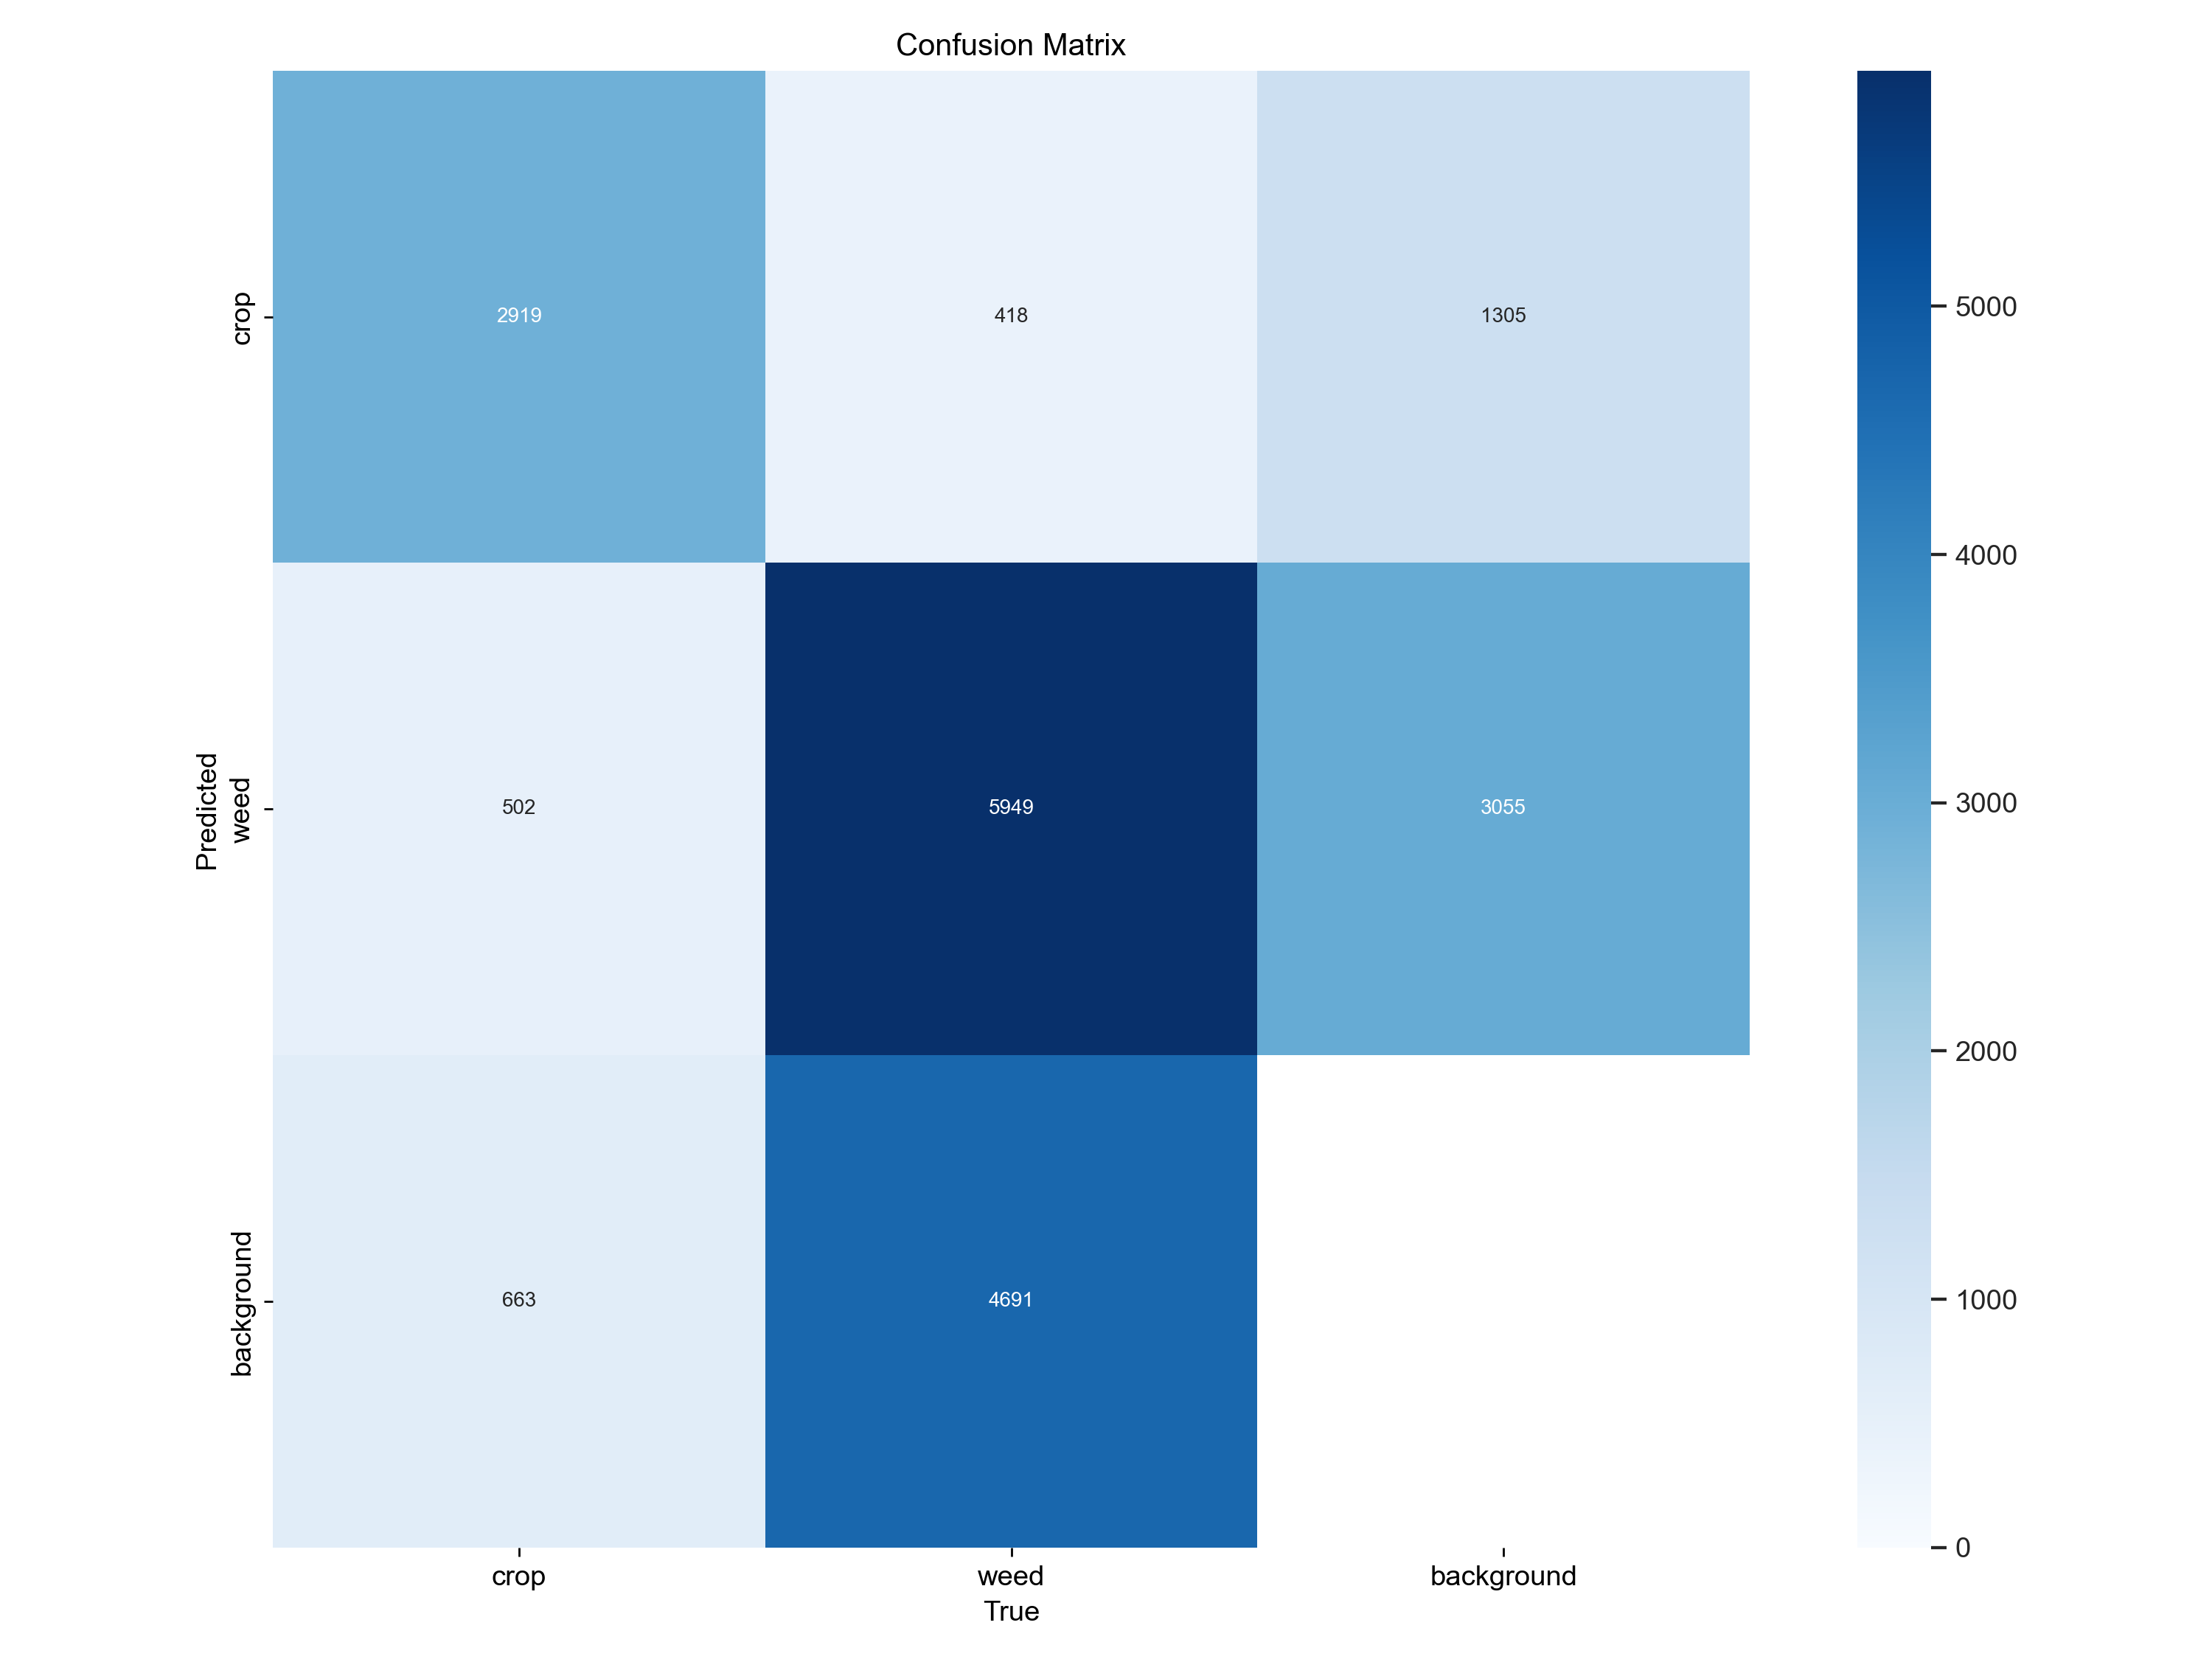 Confusion Matrix
Predicted
crop
2919
418
1305
weed
502
5949
3055
background
663
4691
crop
weed
background
True
5000
4000
3000
2000
1000
0